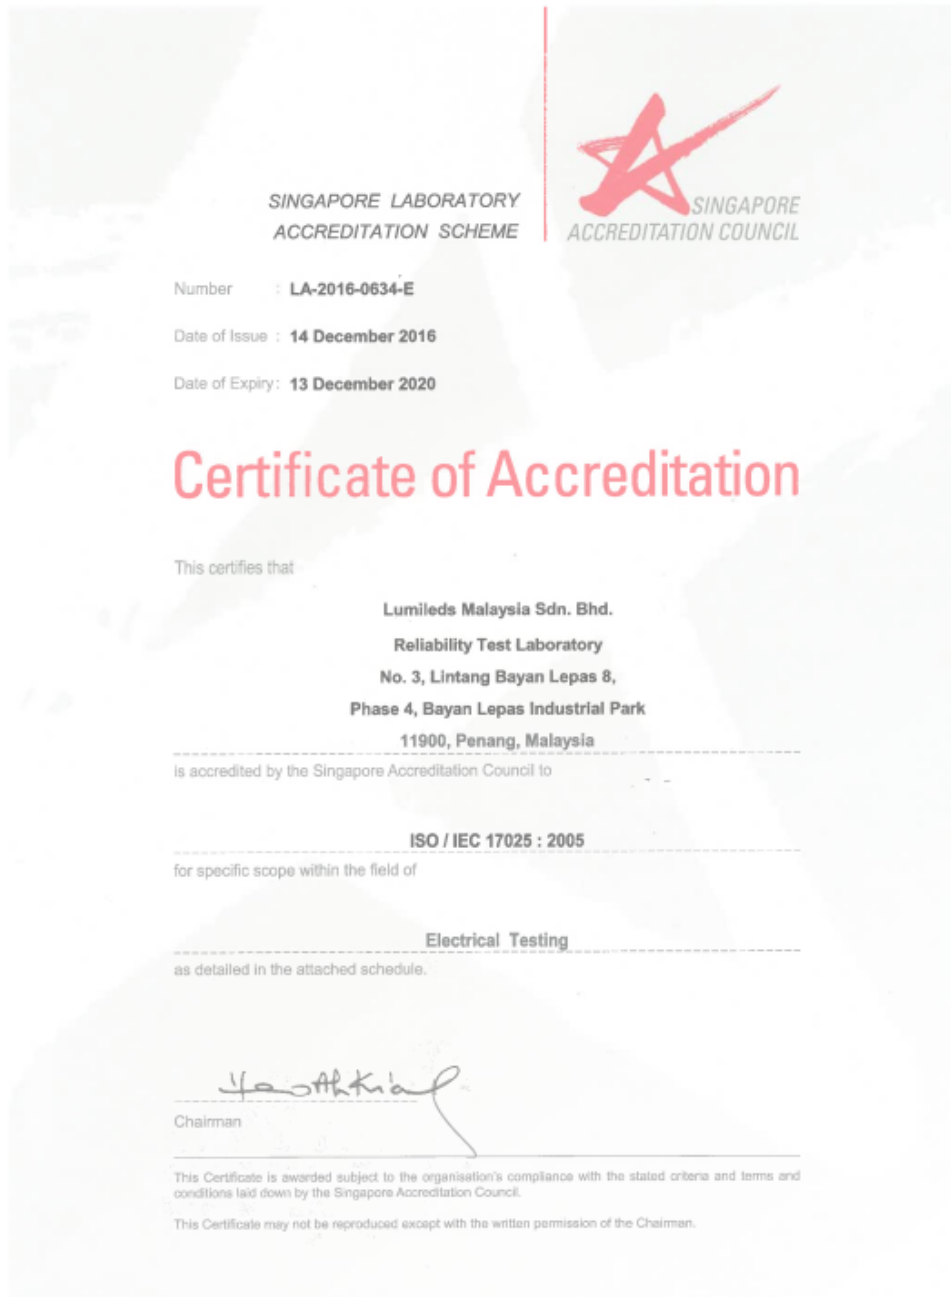 SINGAPORE LABORATORY
ACCREDITATION SCHEME
SINGAPORE
ACCREDITATION COUNCIL
Number : LA-2016-0634-E
Date of Issue : 14 December 2016
Date of Expiry: 13 December 2020
Certificate of Accreditation
This certifies that
Lumileds Malaysia Sdn. Bhd.
Reliability Test Laboratory
No. 3, Lintang Bayan Lepas 8,
Phase 4, Bayan Lepas Industrial Park
11900, Penang, Malaysia
is accredited by the Singapore Accreditation Council to
ISO / IEC 17025 : 2005
for specific scope within the field of
Electrical Testing
as detailed in the attached schedule.
Chairman
This Certificate is awarded subject to the organisation's compliance with the stated criteria and terms and
conditions laid down by the Singapore Accreditation Council.
This Certificate may not be reproduced except with the written permission of the Chairman.